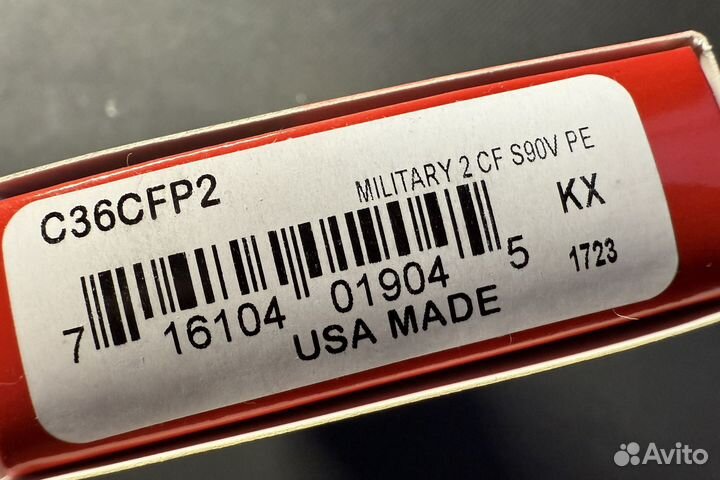 C36CFP2
MILITARY 2 CF S90V PE
KX
1723
7 16104 01904 5
USA MADE
Avito